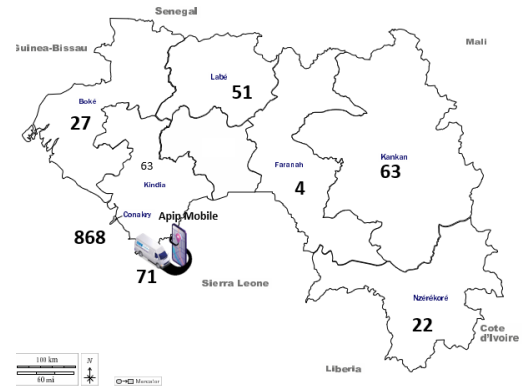 Senegal
Guinea-Bissau
Mali
Labé
51
Boké
27
63
Kindia
Faranah
4
Kankan
63
Conakry
Apip Mobile
868
71
Sierra Leone
Nzérékoré
22
Cote
d'Ivoire
Liberia
100 km
60 mi
N
Mercator